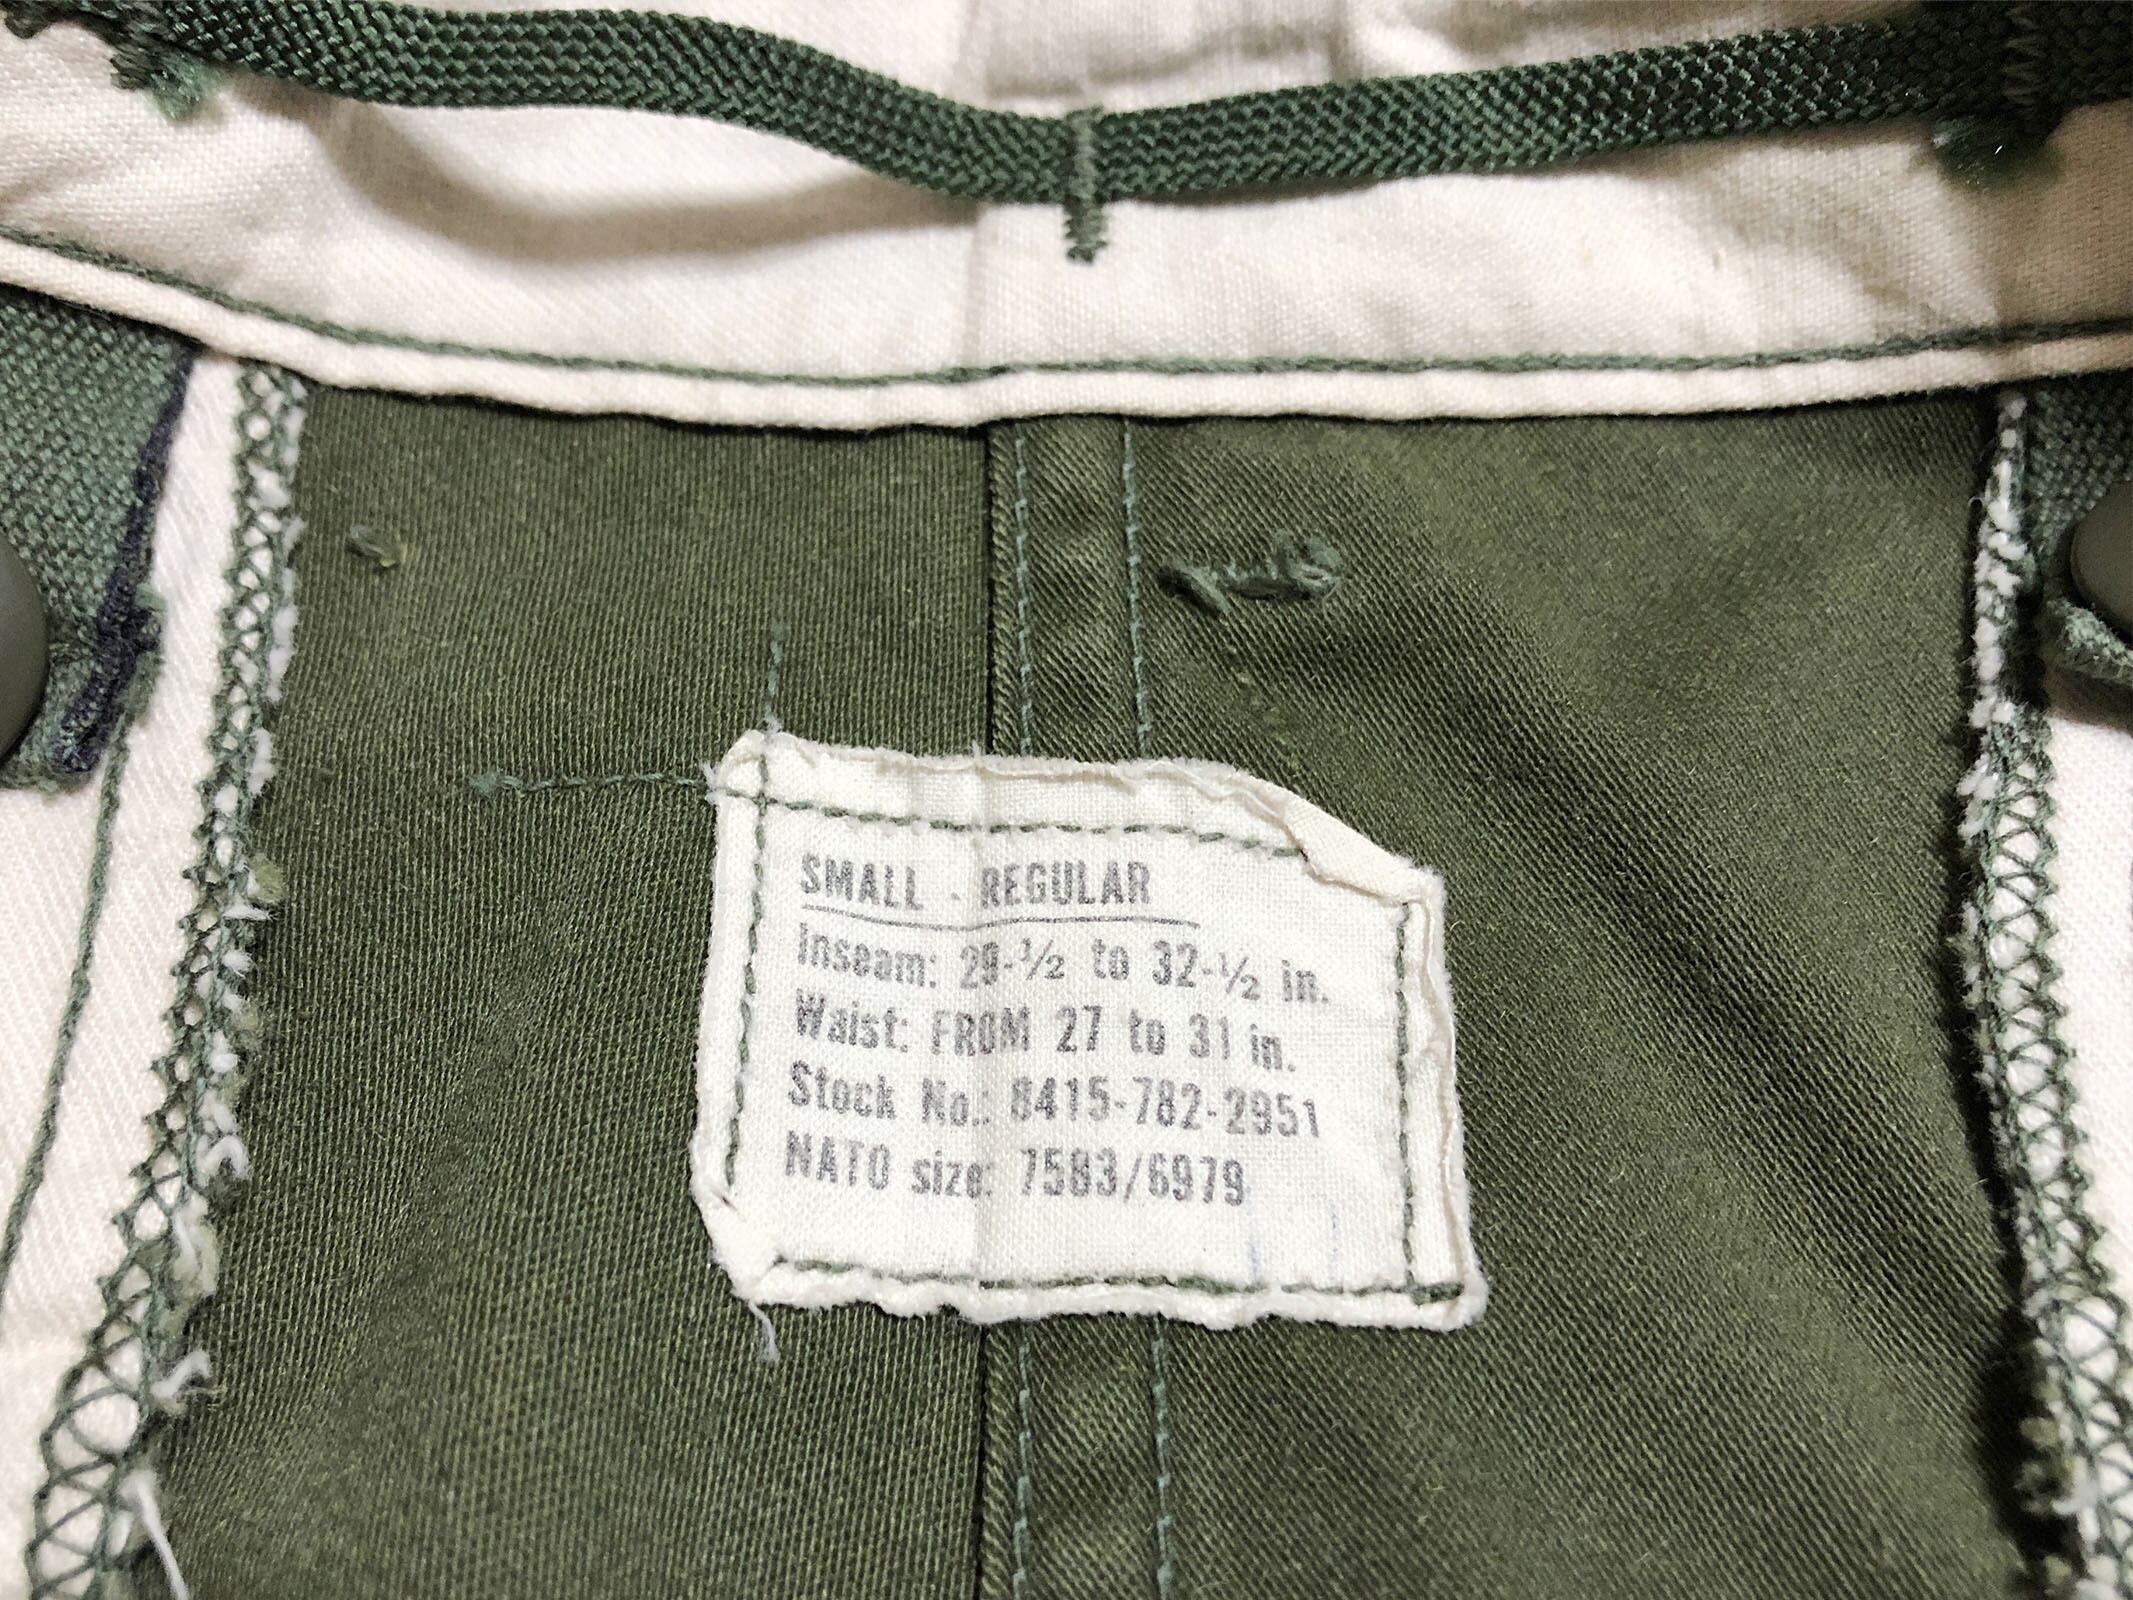 SMALL - REGULAR
Inseam: 29-½ to 32-½ in.
Waist: FROM 27 to 31 in.
Stock No.: 8415-782-2951
NATO size: 7583/6979